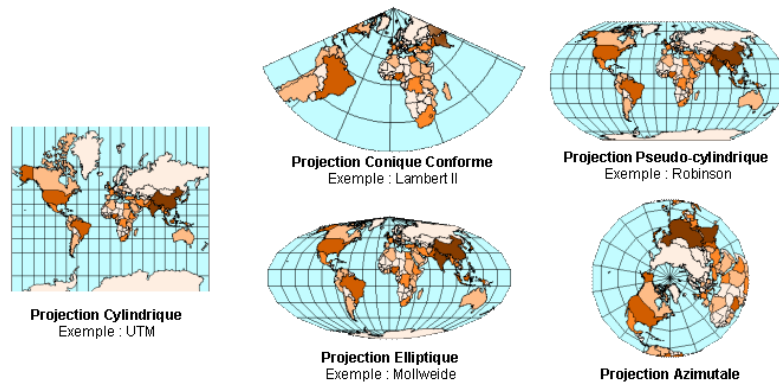 Projection Conique Conforme
Exemple : Lambert II
Projection Pseudo-cylindrique
Exemple : Robinson
Projection Cylindrique
Exemple : UTM
Projection Elliptique
Exemple : Mollweide
Projection Azimutale